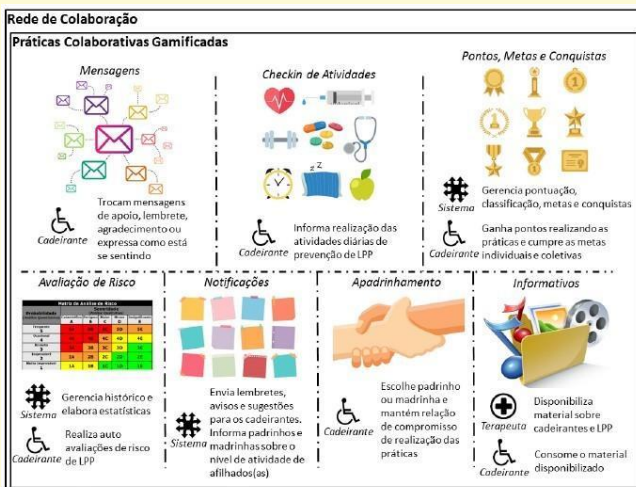 Rede de Colaboração
Práticas Colaborativas Gamificadas
Mensagens
Trocam mensagens
de apoio, lembrete,
agradecimento ou
expressa como está
se sentindo
Cadeirante
Checkin de Atividades
Informa realização das
atividades diárias de
prevenção de LPP
Cadeirante
Pontos, Metas e Conquistas
Gerencia pontuação,
classificação, metas e conquistas
Sistema
Ganha pontos realizando as
práticas e cumpre as metas
individuais e coletivas
Cadeirante
Avaliação de Risco
Gerencia histórico e
elabora estatísticas
Sistema
Realiza auto
avaliações de risco
de LPP
Cadeirante
Notificações
Envia lembretes,
avisos e sugestões
para os cadeirantes.
Informa padrinhos e
madrinhas sobre o
nível de atividade de
afilhados(as)
Sistema
Apadrinhamento
Escolhe padrinho
ou madrinha e
mantém relação de
compromisso de
realização das
práticas
Cadeirante
Informativos
Disponibiliza
material sobre
cadeirantes e LPP
Terapeuta
Consome o material
disponibilizado
Cadeirante